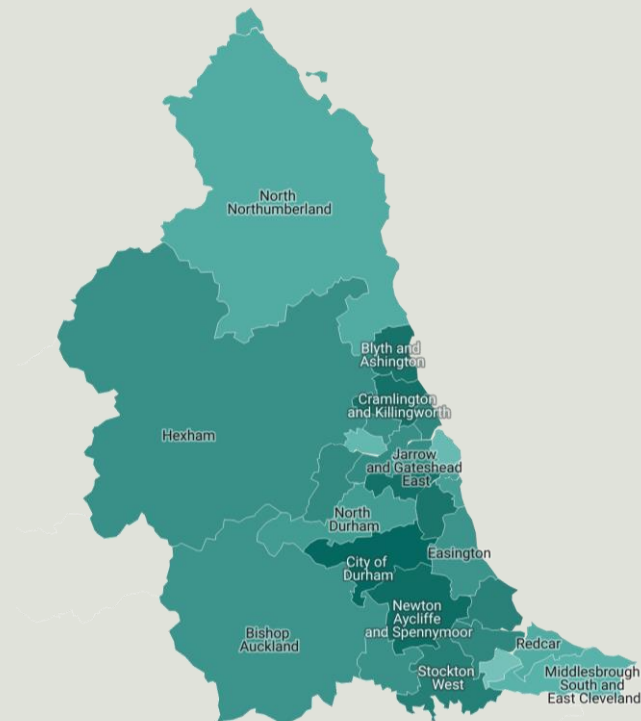 North
Northumberland
Blyth and
Ashington
Cramlington
and Killingworth
Hexham
Jarrow
and Gateshead
East
North
Durham
Easington
City of
Durham
Newton
Aycliffe
and Spennymoor
Bishop
Auckland
Redcar
Stockton
West
Middlesbrough
South and
East Cleveland